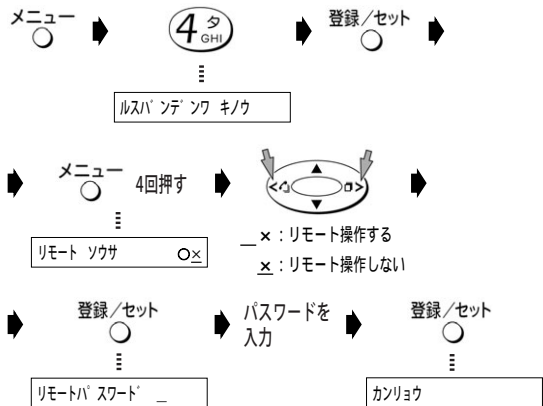 メニュー
4 タ GHI
登録／セット
ルスバンデンワ キノウ
メニュー 4回押す
リモート ソウサ ○×
＿×：リモート操作する
×：リモート操作しない
登録／セット
パスワードを
入力
登録／セット
リモートパスワード ＿
カンリョウ